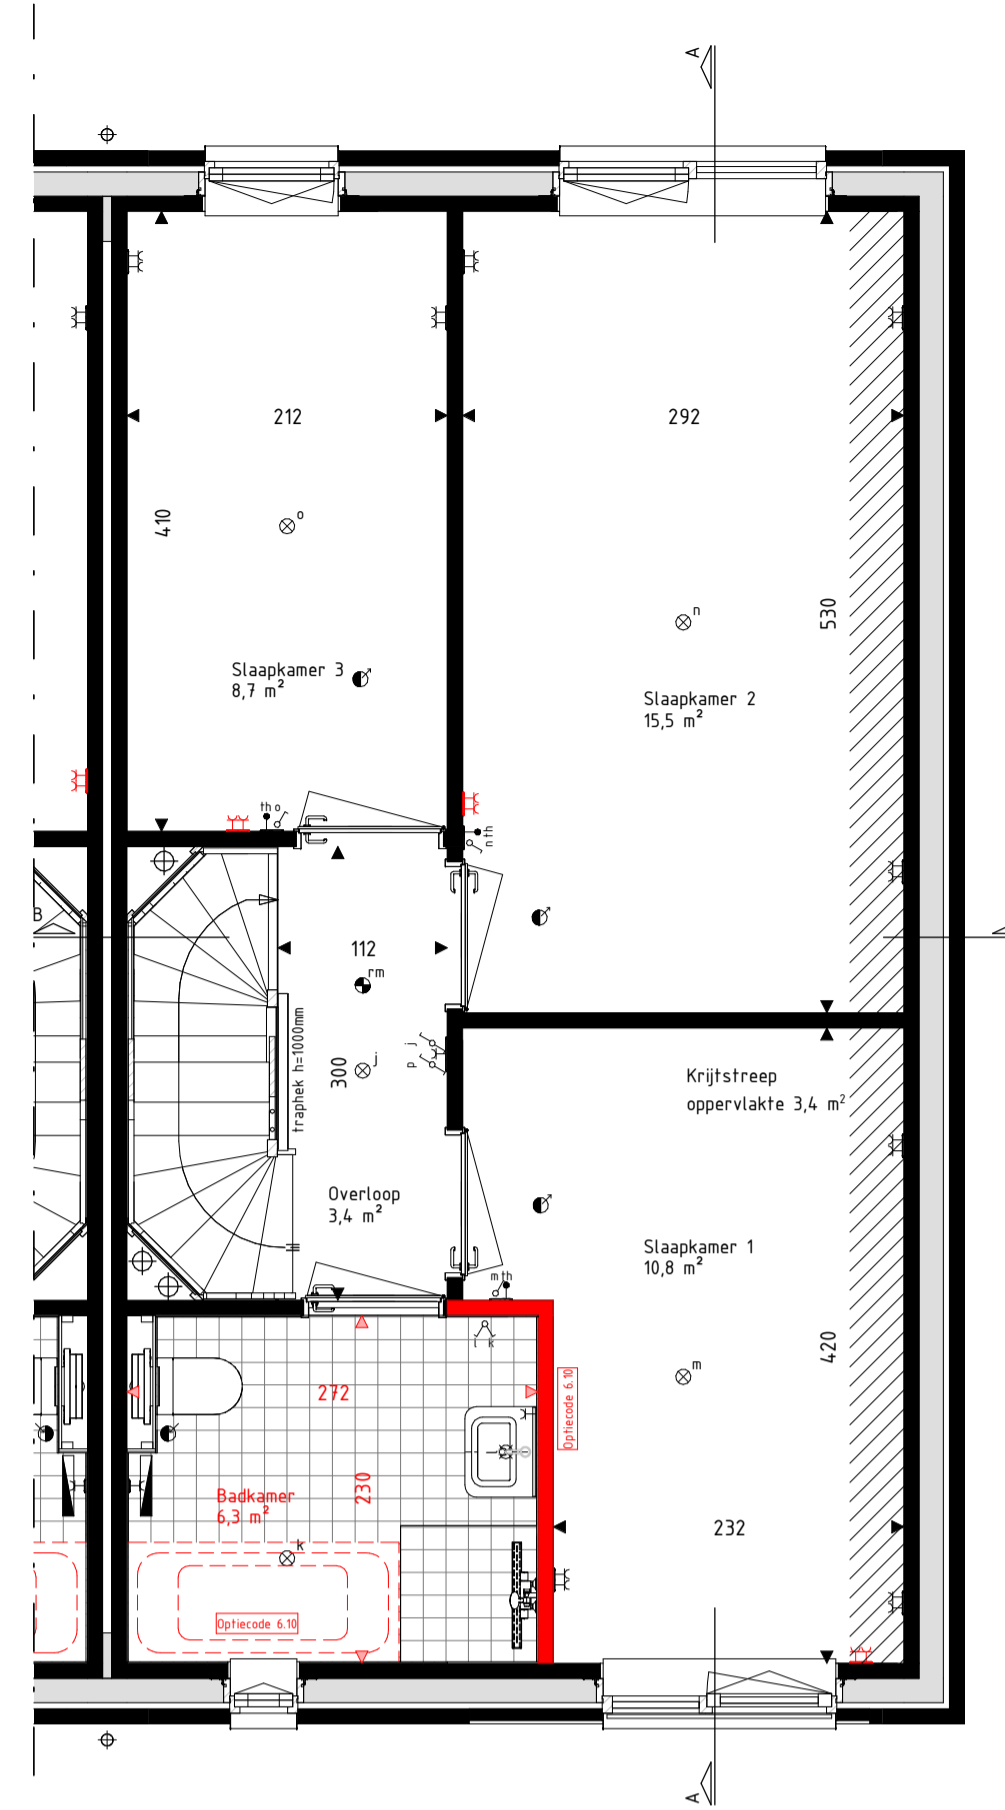 A
212
292
410
o
n
530
Slaapkamer 3
8,7 m²
Slaapkamer 2
15,5 m²
th o
n th
B
112
rm
j
300
traphek h=1000mm
p j
Krijtstreep
oppervlakte 3,4 m²
Overloop
3,4 m²
Slaapkamer 1
10,8 m²
m th
l k
420
m
272
Optiecode 6.10
230
Badkamer
6,3 m²
k
232
Optiecode 6.10
A